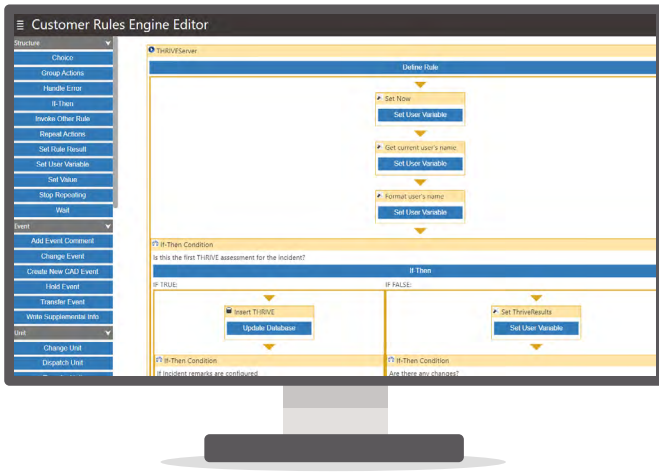 Customer Rules Engine Editor
Structure
Choice
Group Actions
Handle Error
If-Then
Invoke Other Rule
Repeat Actions
Set Rule Result
Set User Variable
Set Value
Stop Repeating
Wait
Event
Add Event Comment
Change Event
Create New CAD Event
Hold Event
Transfer Event
Write Supplemental Info
Unit
Change Unit
Dispatch Unit
THRIVEServer
Define Rule
Set Now
Set User Variable
Get current user's name
Set User Variable
Format user's name
Set User Variable
If-Then Condition
Is this the first THRIVE assessment for the incident?
If Then
IF TRUE:
Insert THRIVE
Update Database
If-Then Condition
If Incident remarks are configured
IF FALSE:
Set ThriveResults
Set User Variable
If-Then Condition
Are there any changes?